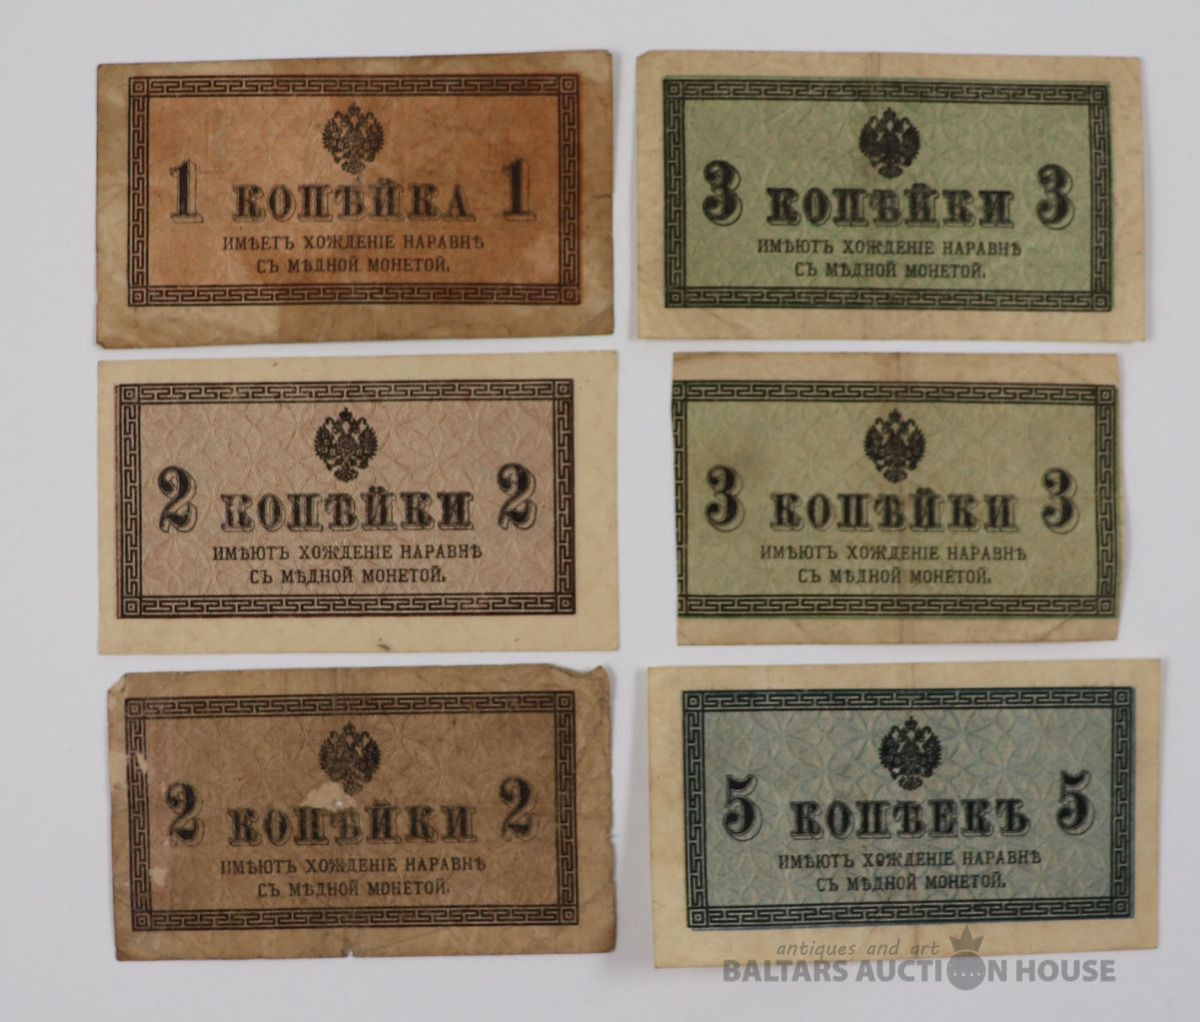 1 КОПѢЙКА 1
ИМѢЕТЪ ХОЖДЕНІЕ НАРАВНѢ
СЪ МѢДНОЙ МОНЕТОЙ.
3 КОПѢЙКИ 3
ИМѢЮТЪ ХОЖДЕНІЕ НАРАВНѢ
СЪ МѢДНОЙ МОНЕТОЙ.
2 КОПѢЙКИ 2
ИМѢЮТЪ ХОЖДЕНІЕ НАРАВНѢ
СЪ МѢДНОЙ МОНЕТОЙ.
3 КОПѢЙКИ 3
ИМѢЮТЪ ХОЖДЕНІЕ НАРАВНѢ
СЪ МѢДНОЙ МОНЕТОЙ.
2 КОПѢЙКИ 2
ИМѢЮТЪ ХОЖДЕНІЕ НАРАВНѢ
СЪ МѢДНОЙ МОНЕТОЙ.
5 КОПѢЕКЪ 5
ИМѢЮТЪ ХОЖДЕНІЕ НАРАВНѢ
СЪ МѢДНОЙ МОНЕТОЙ.
antiques and art
BALTARS AUCTION HOUSE